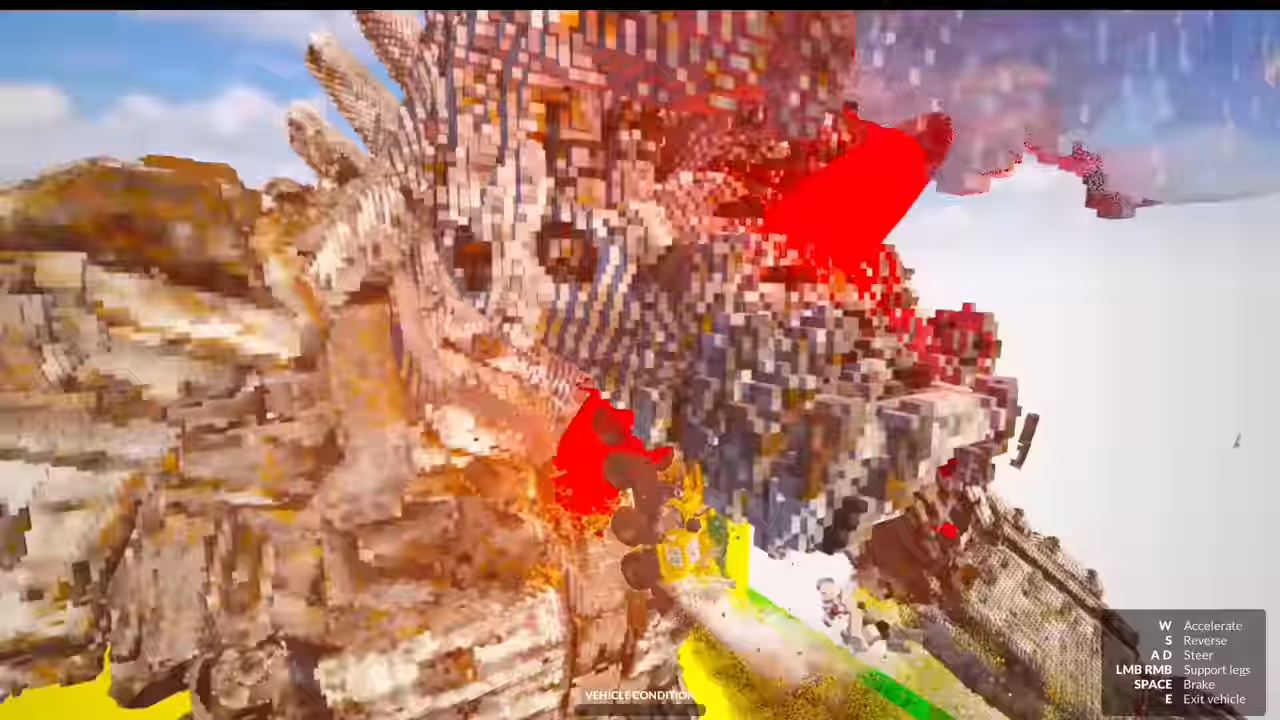 W Accelerate
S Reverse
A D Steer
LMB RMB Support legs
SPACE Brake
E Exit vehicle
VEHICLE CONDITION